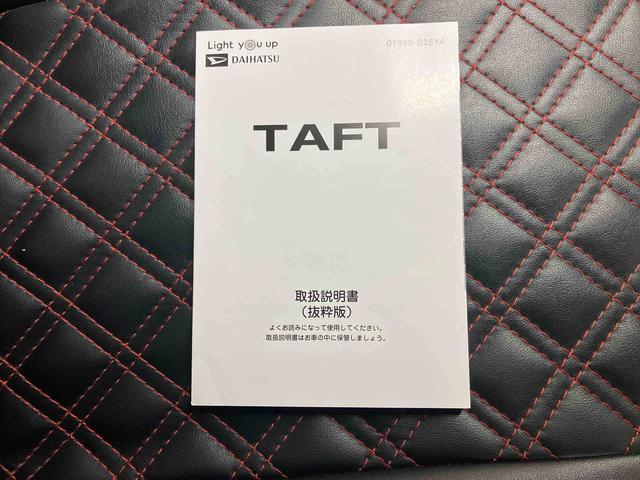 Light you up
01999-D2514
DAIHATSU
TAFT
取扱説明書
（抜粋版）
よくお読みになって使用してください。
取扱説明書はお車の中に保管しましょう。